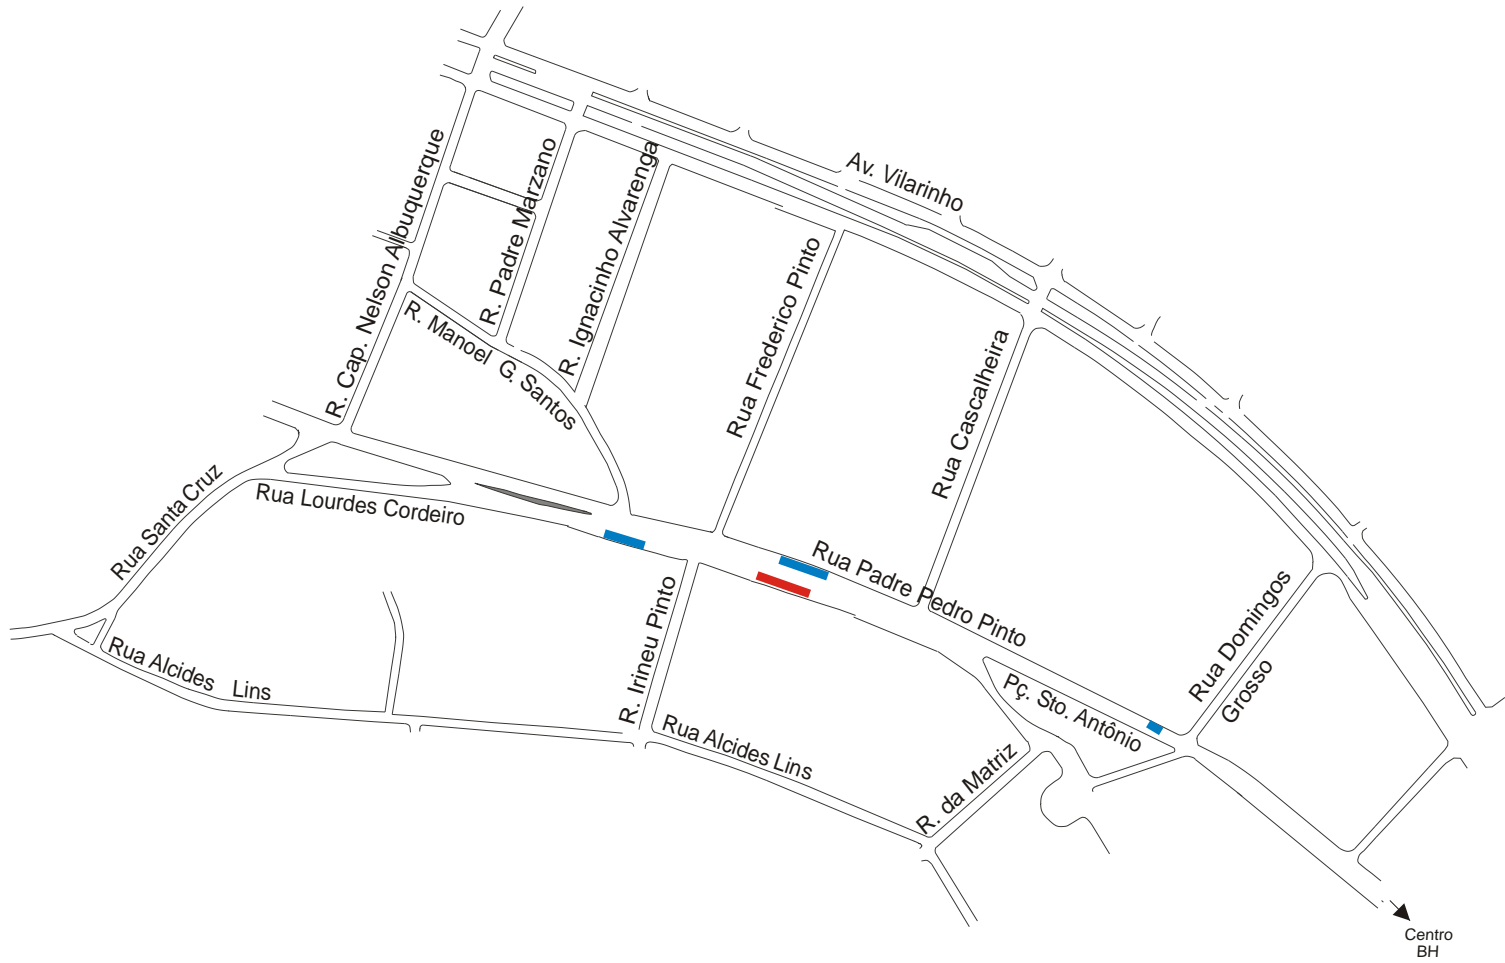 Av. Vilarinho
R. Cap. Nelson Albuquerque
R. Padre Marzano
R. Ignacinho Alvarenga
R. Manoel G. Santos
Rua Frederico Pinto
Rua Cascalheira
Rua Santa Cruz
Rua Lourdes Cordeiro
Rua Padre Pedro Pinto
Rua Domingos
Grosso
R. Irineu Pinto
Rua Alcides Lins
Rua Alcides Lins
Pç. Sto. Antônio
R. da Matriz
Centro
BH